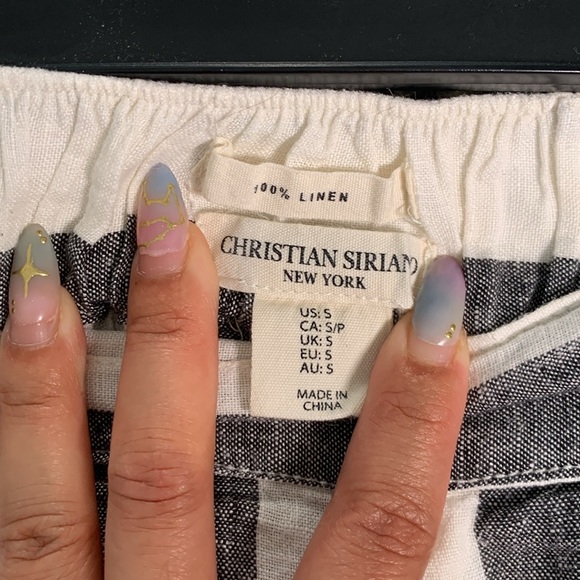 100% LINEN
CHRISTIAN SIRIANO
NEW YORK
US: S
CA: S/P
UK: S
EU: S
AU: S
MADE IN
CHINA